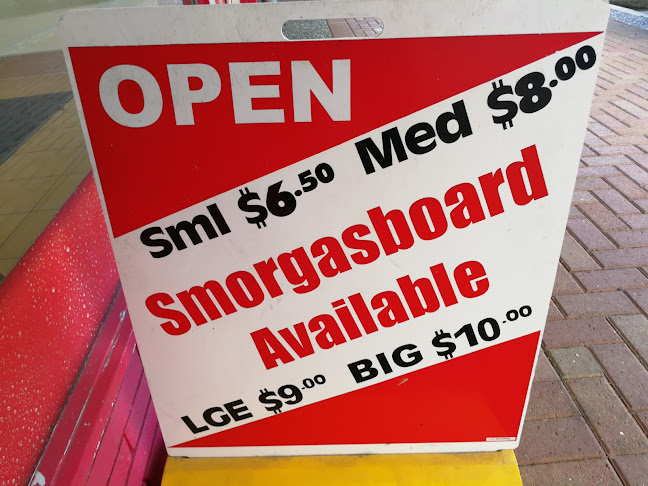 OPEN
Sml $6.50 Med $8.00
Smorgasboard
Available
LGE $9.00 BIG $10.00